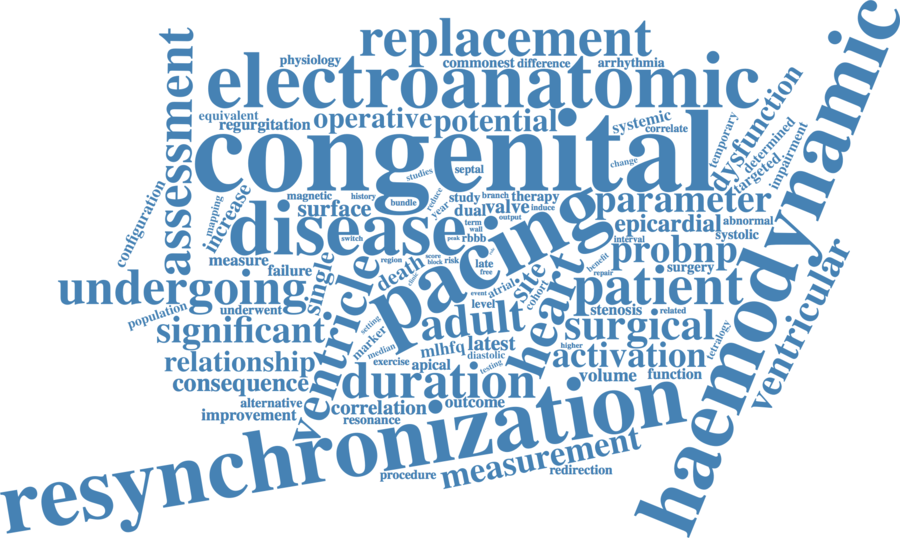 replacement
physiology
commonest
difference
arrhythmia
electroanatomic
assessment
equivalent
regurgitation
operative
potential
systemic
correlate
temporary
dysfunction
determined
targeted
impairment
haemodynamic
congenital
change
septal
studies
configuration
mapping
increase
magnetic
history
bundle
reduce
year
study
branch
therapy
surface
dual
valve
induce
parameter
disease
term
output
wall
switch
peak
rbbb
pacing
epicardial
abnormal
interval
systolic
probnp
measure
failure
region
score
block
risk
late
free
benefit
repair
surgery
undergoing
underwent
single
death
clinic
event
atrial
site
cohort
heart
patient
population
significant
ventricle
setting
marker
median
adult
level
stenosis
related
surgical
tetralogy
ventricular
relationship
consequence
mlhfq
latest
diastolic
exercise
apical
testing
higher
activation
volume
function
duration
alternative
improvement
correlation
outcome
resonance
resynchronization
procedure
measurement
redirection